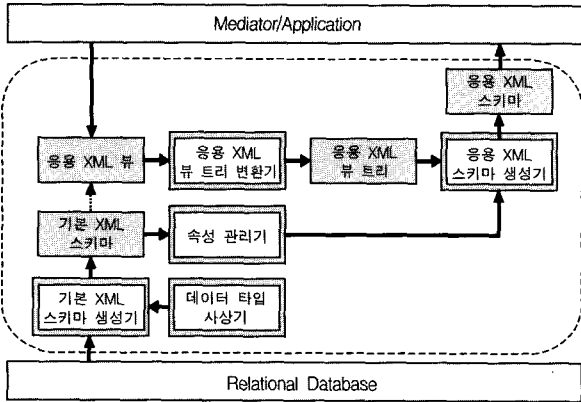 Mediator/Application
응용 XML
스키마
응용 XML 뷰
응용 XML
뷰 트리 변환기
응용 XML
뷰 트리
응용 XML
스키마 생성기
기본 XML
스키마
속성 관리기
기본 XML
스키마 생성기
데이터 타입
사상기
Relational Database